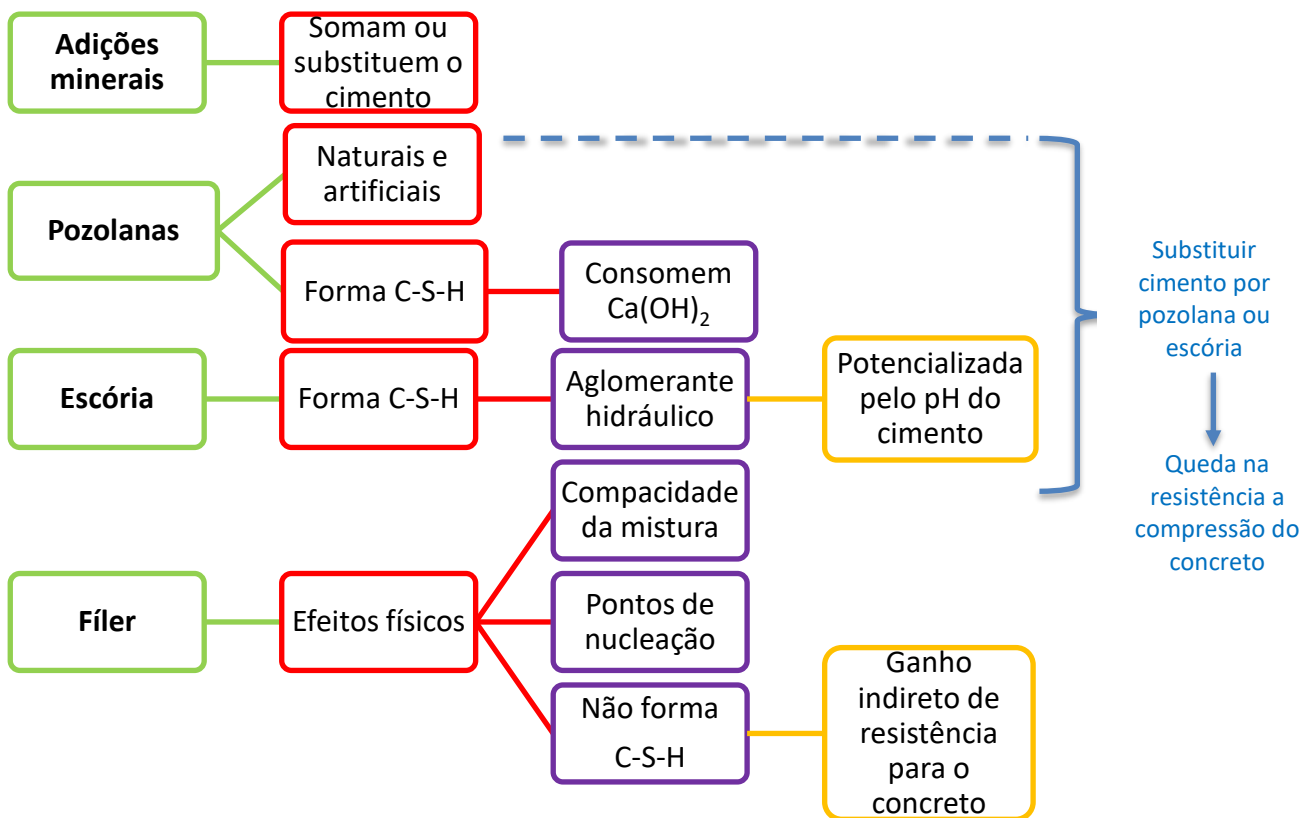 Adições
minerais
Somam ou
substituem o
cimento
Pozolanas
Naturais e
artificiais
Forma C-S-H
Consomem
Ca(OH)₂
Escória
Forma C-S-H
Aglomerante
hidráulico
Potencializada
pelo pH do
cimento
Fíler
Efeitos físicos
Compacidade
da mistura
Pontos de
nucleação
Não forma
C-S-H
Ganho
indireto de
resistência
para o
concreto
Substituir
cimento por
pozolana ou
escória
Queda na
resistência a
compressão do
concreto